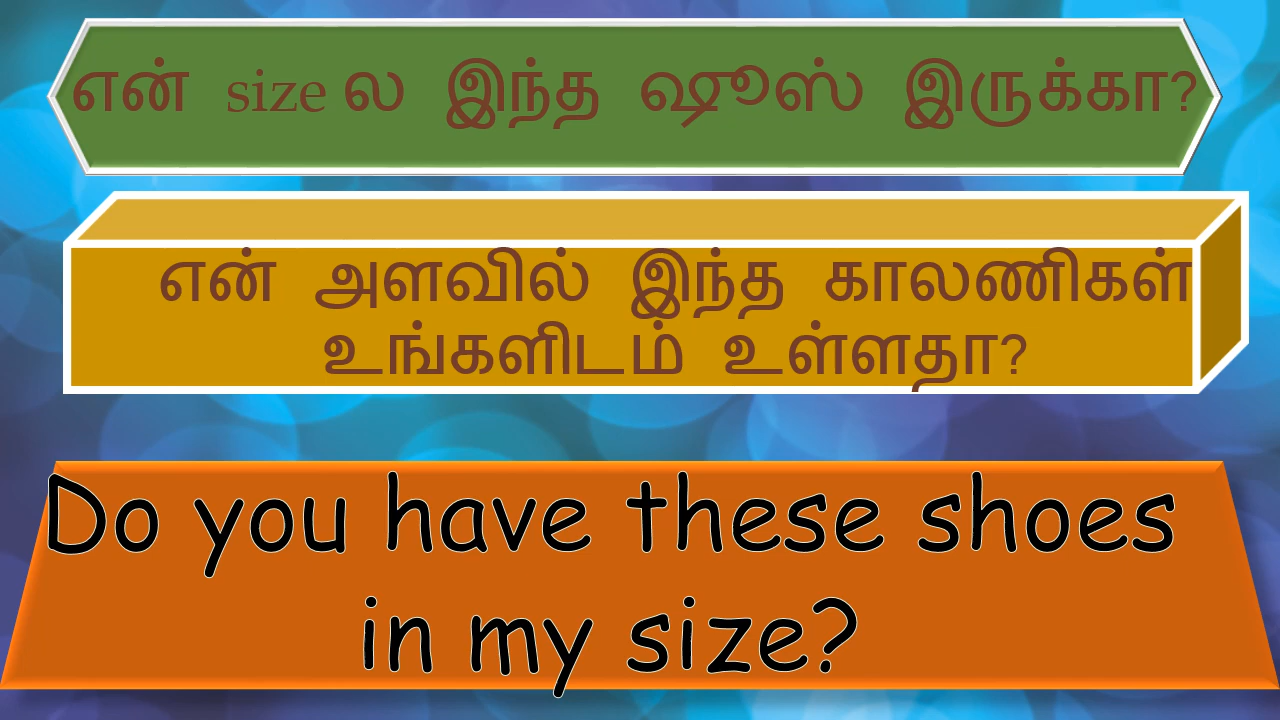 என் size ல இந்த ஷூஸ் இருக்கா?
என் அளவில் இந்த காலணிகள்
உங்களிடம் உள்ளதா?
Do you have these shoes
in my size?